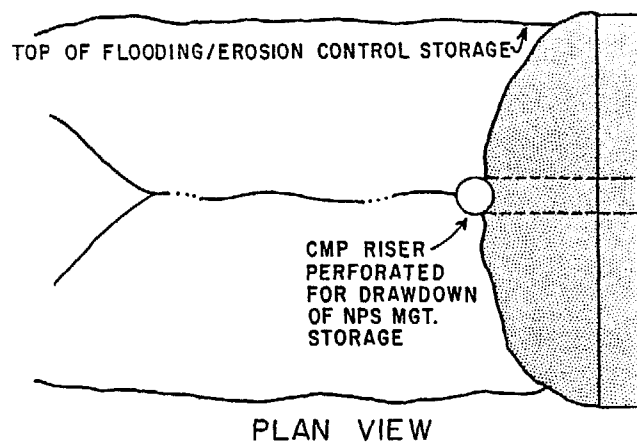 TOP OF FLOODING/EROSION CONTROL STORAGE
CMP RISER
PERFORATED
FOR DRAWDOWN
OF NPS MGT.
STORAGE
PLAN VIEW